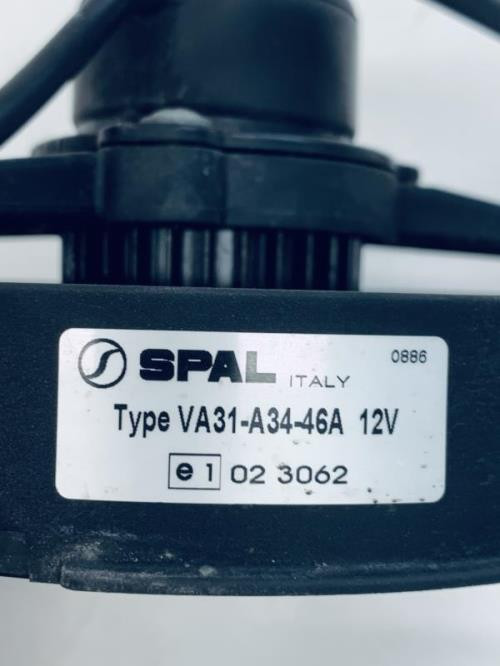 SPAL ITALY 0886
Type VA31-A34-46A 12V
e1 02 3062